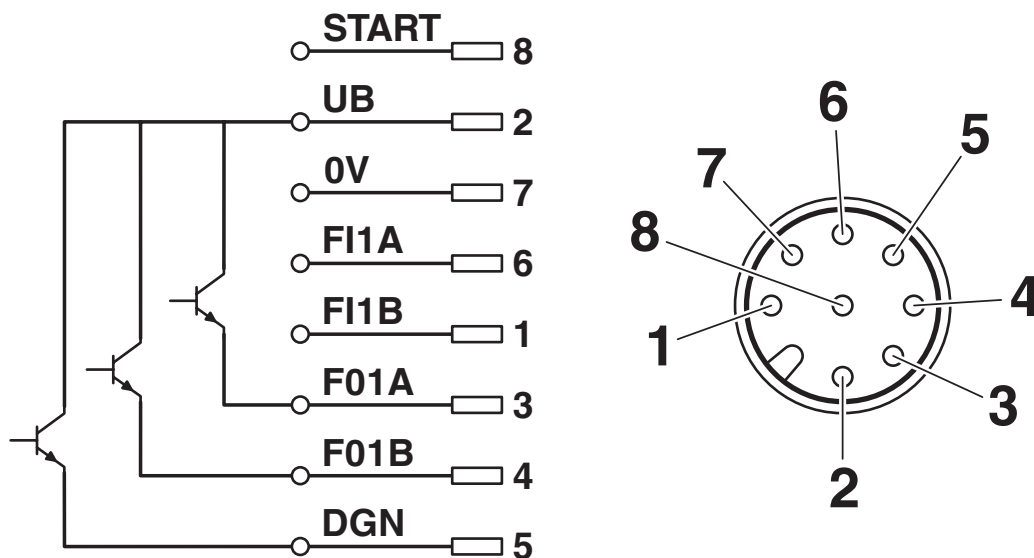 START 8
UB 2
0V 7
FI1A 6
FI1B 1
F01A 3
F01B 4
DGN 5
6
7 5
8
1 4
3
2